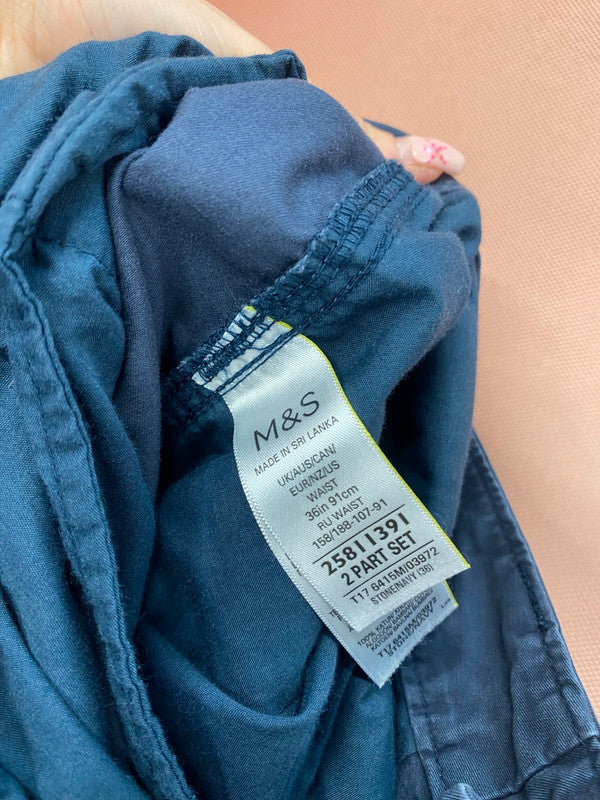 M&S
MADE IN SRI LANKA
UK/AUS/CAN/
EUR/NZ/US
WAIST
36in 91cm
RU WAIST
158/188-107-91
25811391
2 PART SET
T17 6415M/03972
STONE/NAVY (36)